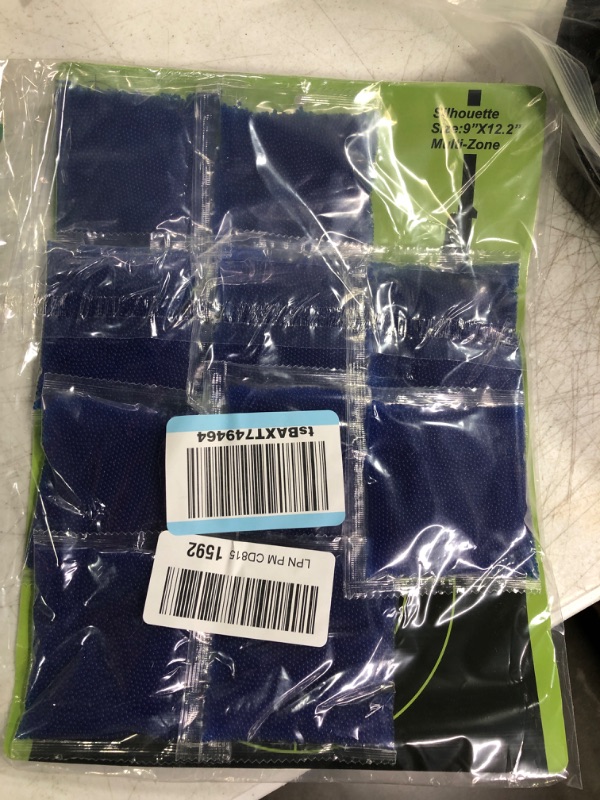 Silhouette
Size:9"X12.2"
Multi-Zone
tsBAXT749464
LPN PM CD815 1592